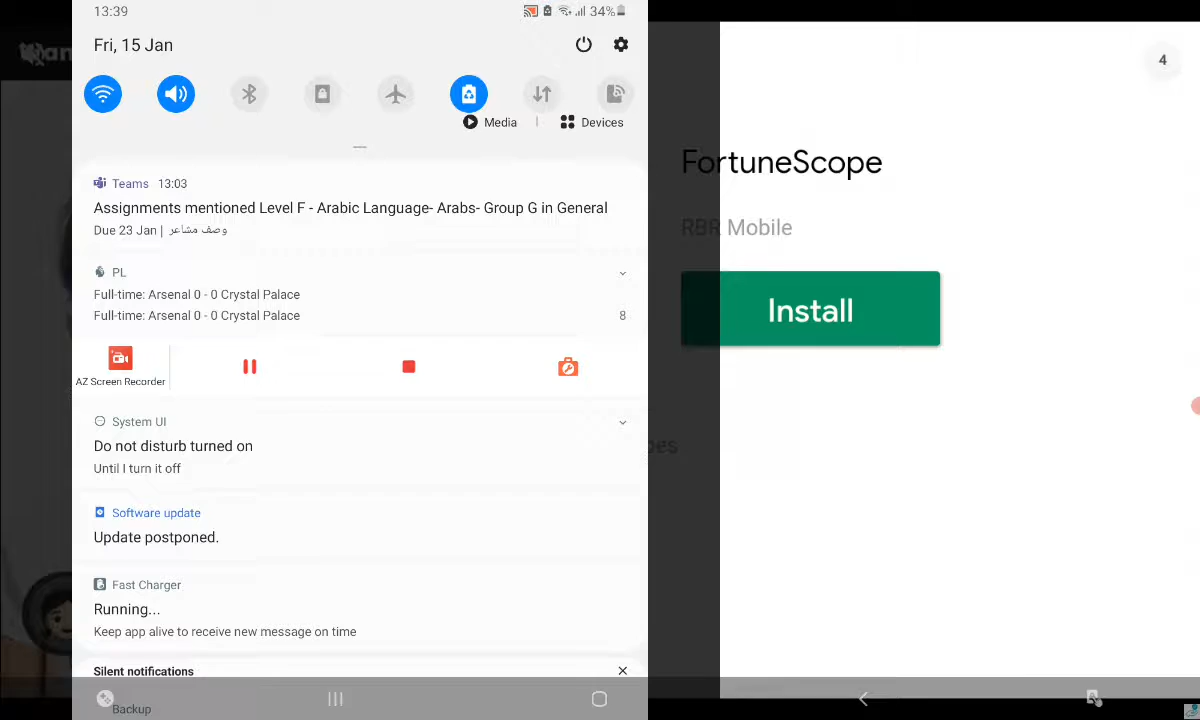 13:39
34%
Fri, 15 Jan
Media
Devices
Teams 13:03
Assignments mentioned Level F - Arabic Language- Arabs- Group G in General
Due 23 Jan | وصف مشاعر
PL
Full-time: Arsenal 0 - 0 Crystal Palace
Full-time: Arsenal 0 - 0 Crystal Palace
8
AZ Screen Recorder
System UI
Do not disturb turned on
Until I turn it off
Software update
Update postponed.
Fast Charger
Running...
Keep app alive to receive new message on time
Silent notifications
Backup
4
FortuneScope
RBR Mobile
Install